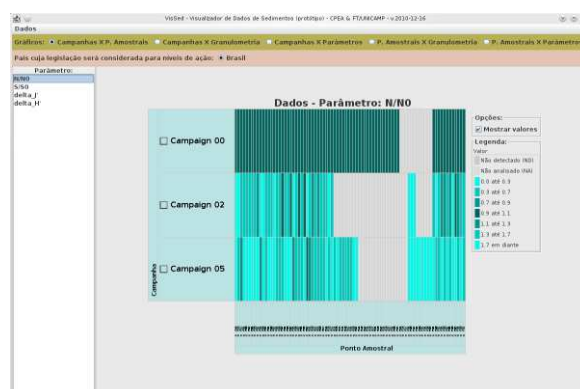 VisSed - Visualizador de Dados de Sedimentos (protótipo) - CPEA & FT/UNICAMP - v.2010-12-16
Dados
Gráficos: Campanhas X P. Amostrais Campanhas X Granulometria Campanhas X Parâmetros P. Amostrais X Granulometria P. Amostrais X Parâmetros
País cuja legislação será considerada para níveis de ação: Brasil
Parâmetro:
N/N0
S/S0
delta_J'
delta_H'
Dados - Parâmetro: N/N0
Campaign 00
Campaign 02
Campaign 05
Campanha
Ponto Amostral
Opções:
Mostrar valores
Legenda:
Valor
Não detectado (ND)
Não analisado (NA)
0.0 até 0.3
0.3 até 0.7
0.7 até 0.9
0.9 até 1.1
1.1 até 1.3
1.3 até 1.7
1.7 em diante